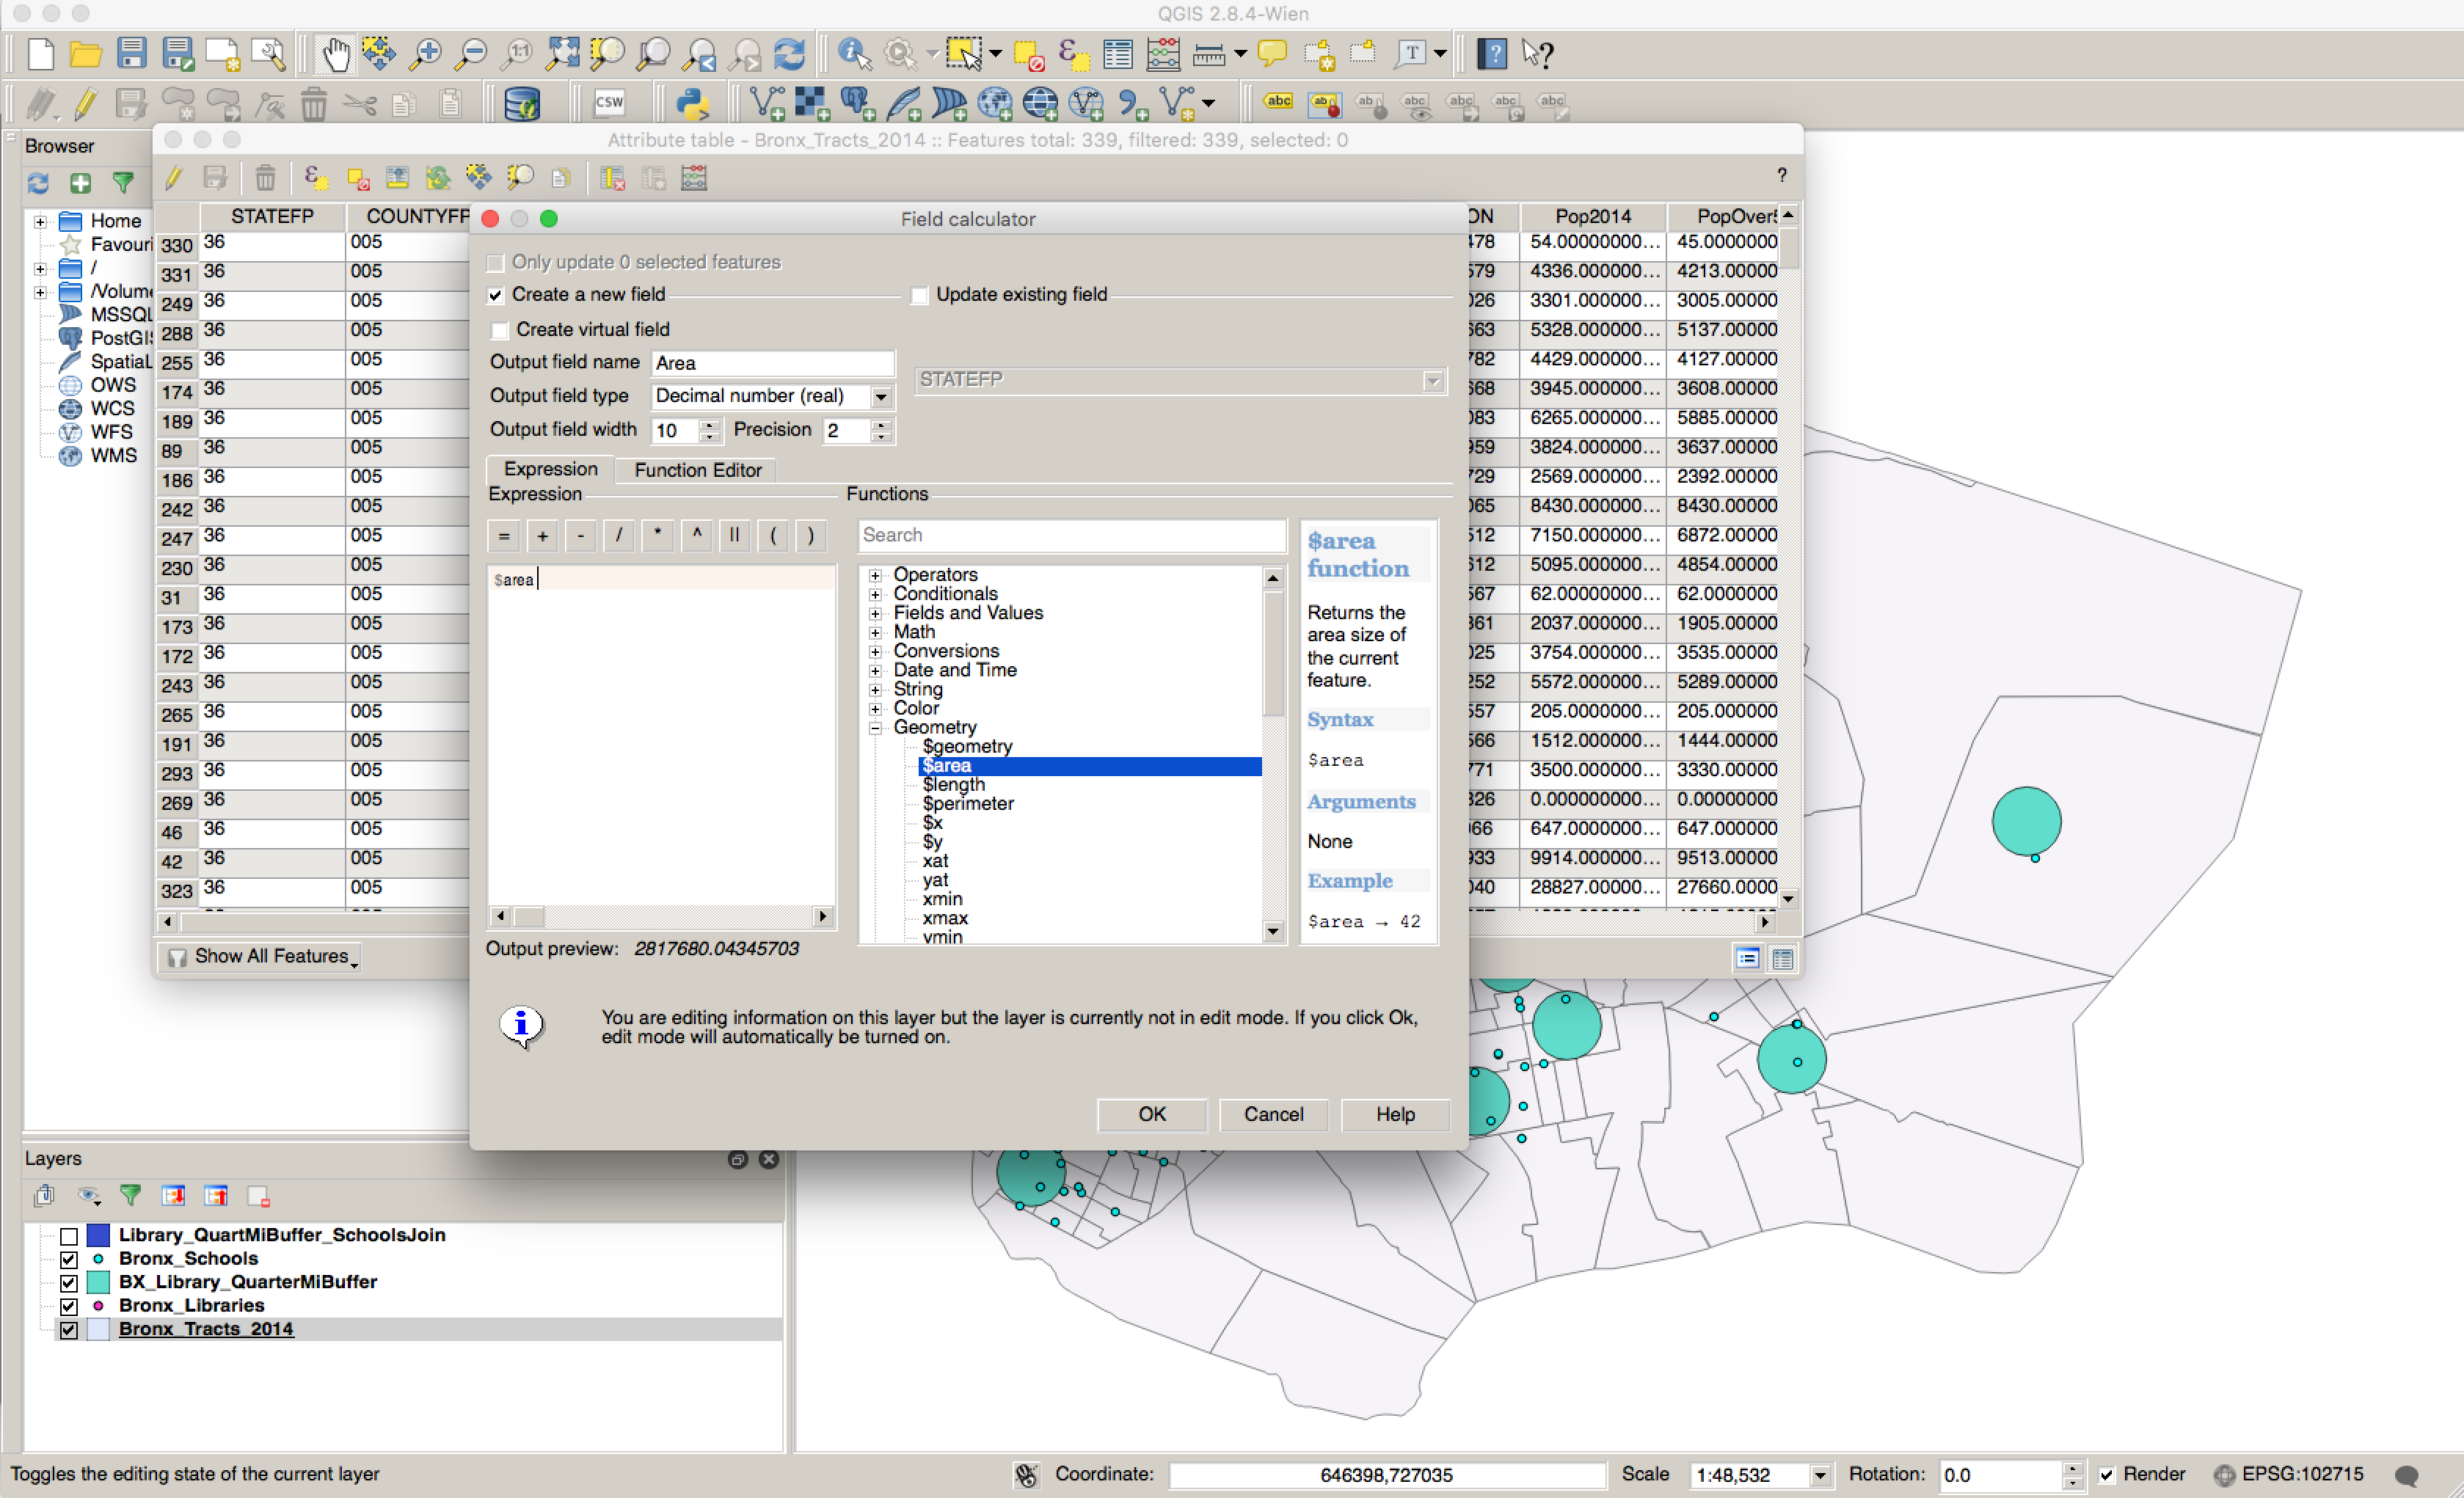 QGIS 2.8.4-Wien
CSW
abc
Browser
Home
Favouri
/
/Volume
MSSQL
PostGIS
SpatiaL
OWS
WCS
WFS
WMS
Attribute table - Bronx_Tracts_2014 :: Features total: 339, filtered: 339, selected: 0
?
STATEFP COUNTYFP ON Pop2014 PopOver5
330 36 005 478 54.00000000... 45.0000000
331 36 005 579 4336.000000... 4213.00000
249 36 005 026 3301.000000... 3005.00000
288 36 005 663 5328.000000... 5137.00000
255 36 005 782 4429.000000... 4127.00000
174 36 005 668 3945.000000... 3608.00000
189 36 005 083 6265.000000... 5885.00000
89 36 005 959 3824.000000... 3637.00000
186 36 005 729 2569.000000... 2392.00000
242 36 005 065 8430.000000... 8430.00000
247 36 005 512 7150.000000... 6872.00000
230 36 005 612 5095.000000... 4854.00000
31 36 005 567 62.00000000... 62.0000000
173 36 005 361 2037.000000... 1905.00000
172 36 005 025 3754.000000... 3535.00000
243 36 005 252 5572.000000... 5289.00000
265 36 005 557 205.0000000... 205.000000
191 36 005 566 1512.000000... 1444.00000
293 36 005 771 3500.000000... 3330.00000
269 36 005 326 0.000000000... 0.00000000
46 36 005 066 647.0000000... 647.000000
42 36 005 933 9914.000000... 9513.00000
323 36 005 040 28827.00000... 27660.0000
Show All Features
Field calculator
Only update 0 selected features
Create a new field
Update existing field
Create virtual field
Output field name Area
STATEFP
Output field type Decimal number (real)
Output field width 10 Precision 2
Expression Function Editor
Expression
Functions
= + - / * ^ || ( )
Search
$area
Operators
Conditionals
Fields and Values
Math
Conversions
Date and Time
String
Color
Geometry
$geometry
$area
$length
$perimeter
$x
$y
xat
yat
xmin
xmax
ymin
$area
function
Returns the
area size of
the current
feature.
Syntax
$area
Arguments
None
Example
$area → 42
Output preview: 2817680.04345703
You are editing information on this layer but the layer is currently not in edit mode. If you click Ok,
edit mode will automatically be turned on.
OK Cancel Help
Layers
Library_QuartMiBuffer_SchoolsJoin
Bronx_Schools
BX_Library_QuarterMiBuffer
Bronx_Libraries
Bronx_Tracts_2014
Toggles the editing state of the current layer
Coordinate: 646398,727035
Scale 1:48,532
Rotation: 0.0
Render
EPSG:102715